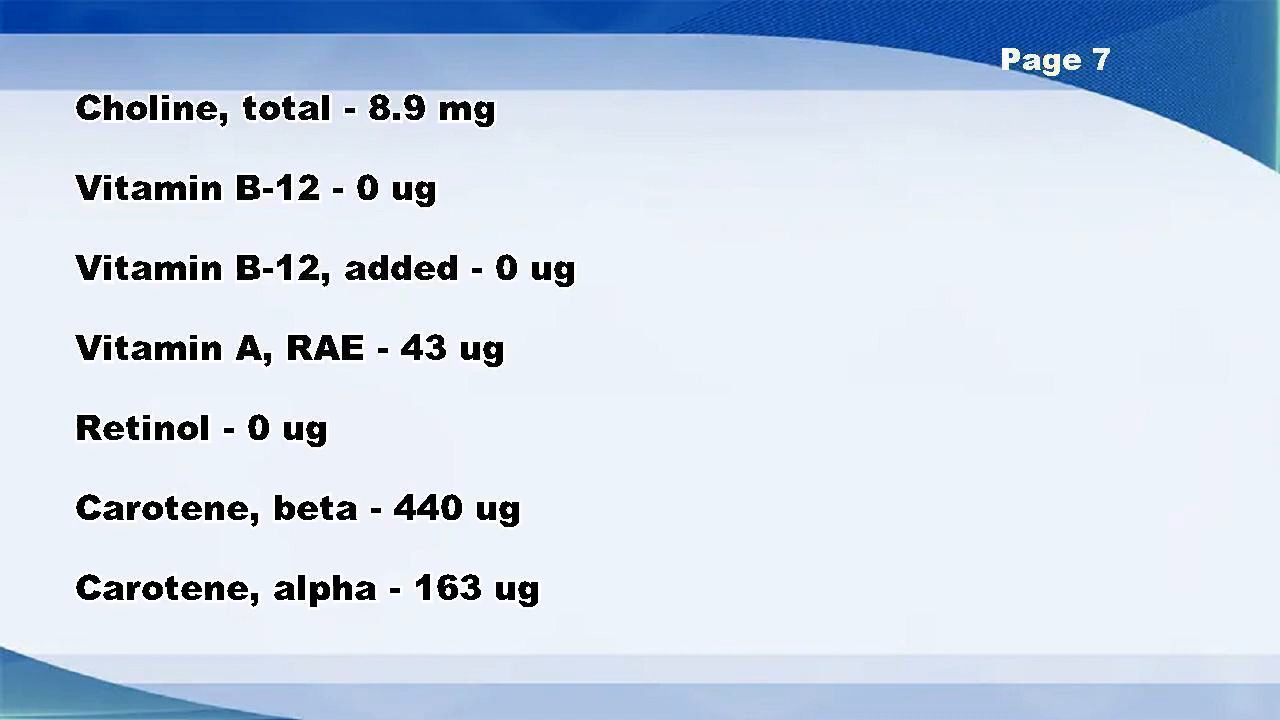 Page 7
Choline, total - 8.9 mg
Vitamin B-12 - 0 ug
Vitamin B-12, added - 0 ug
Vitamin A, RAE - 43 ug
Retinol - 0 ug
Carotene, beta - 440 ug
Carotene, alpha - 163 ug